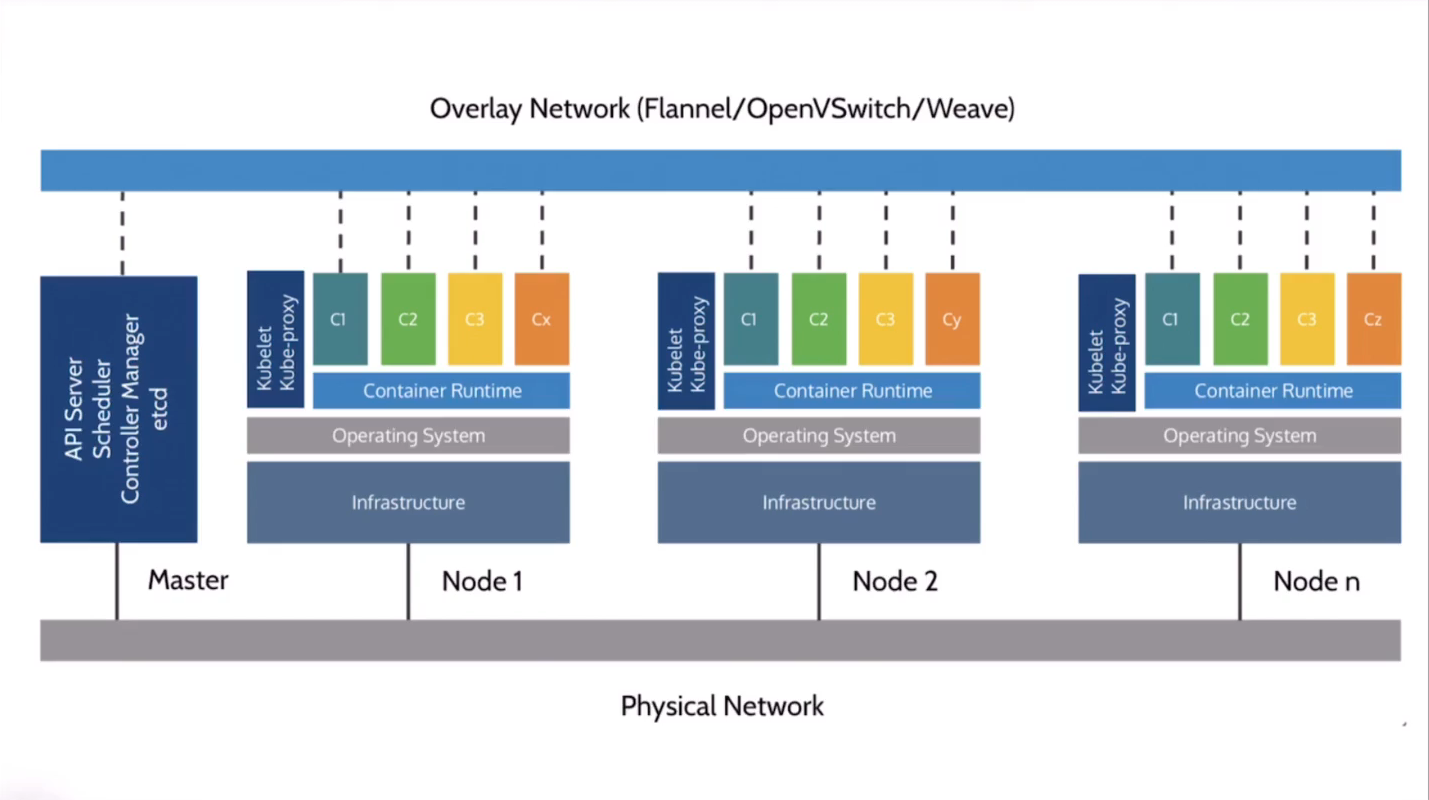 Overlay Network (Flannel/OpenVSwitch/Weave)
API Server
Scheduler
Controller Manager
etcd
Master
Kubelet
Kube-proxy
C1
C2
C3
Cx
Container Runtime
Operating System
Infrastructure
Node 1
Kubelet
Kube-proxy
C1
C2
C3
Cy
Container Runtime
Operating System
Infrastructure
Node 2
Kubelet
Kube-proxy
C1
C2
C3
Cz
Container Runtime
Operating System
Infrastructure
Node n
Physical Network